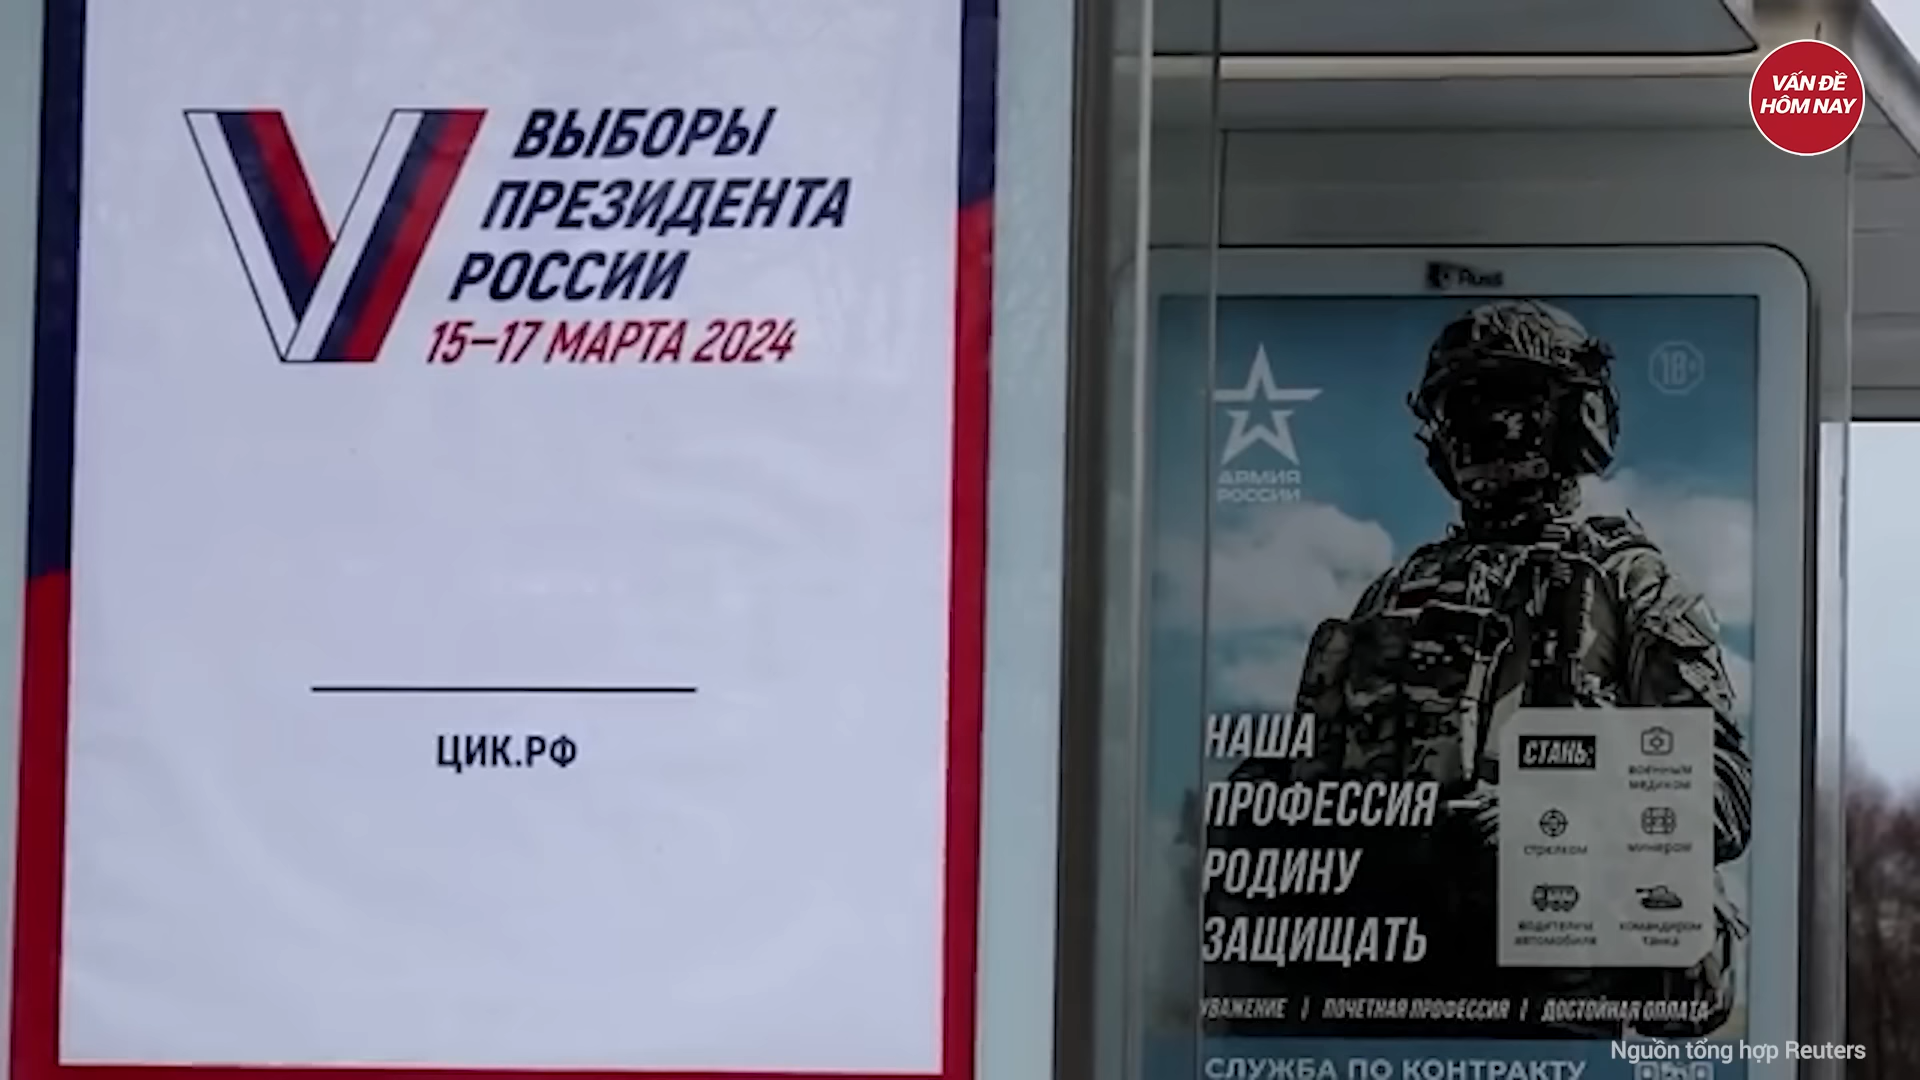 ВЫБОРЫ
ПРЕЗИДЕНТА
РОССИИ
15–17 МАРТА 2024
ЦИК.РФ
VẤN ĐỀ
HÔM NAY
Russ
18+
АРМИЯ
РОССИИ
НАША
ПРОФЕССИЯ –
РОДИНУ
ЗАЩИЩАТЬ
СТАНЬ:
ВОЕННЫМ
МЕДИКОМ
СТРЕЛКОМ
МИНЕРОМ
ВОДИТЕЛЕМ
АВТОМОБИЛЯ
КОМАНДИРОМ
ТАНКА
УВАЖЕНИЕ | ПОЧЕТНАЯ ПРОФЕССИЯ | ДОСТОЙНАЯ ОПЛАТА
СЛУЖБА ПО КОНТРАКТУ
Nguồn tổng hợp Reuters